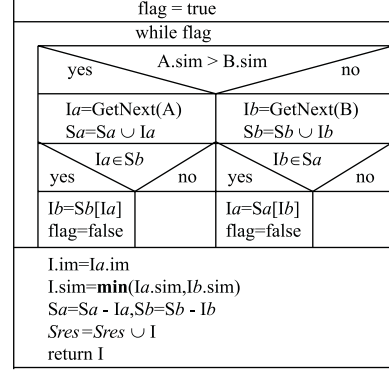 flag = true
while flag
A.sim > B.sim
yes
no
Ia=GetNext(A)
Sa=Sa ∪ Ia
Ib=GetNext(B)
Sb=Sb ∪ Ib
Ia∈Sb
yes
no
Ib∈Sa
yes
no
Ib=Sb[Ia]
flag=false
Ia=Sa[Ib]
flag=false
I.im=Ia.im
I.sim=min(Ia.sim,Ib.sim)
Sa=Sa - Ia,Sb=Sb - Ib
Sres=Sres ∪ I
return I